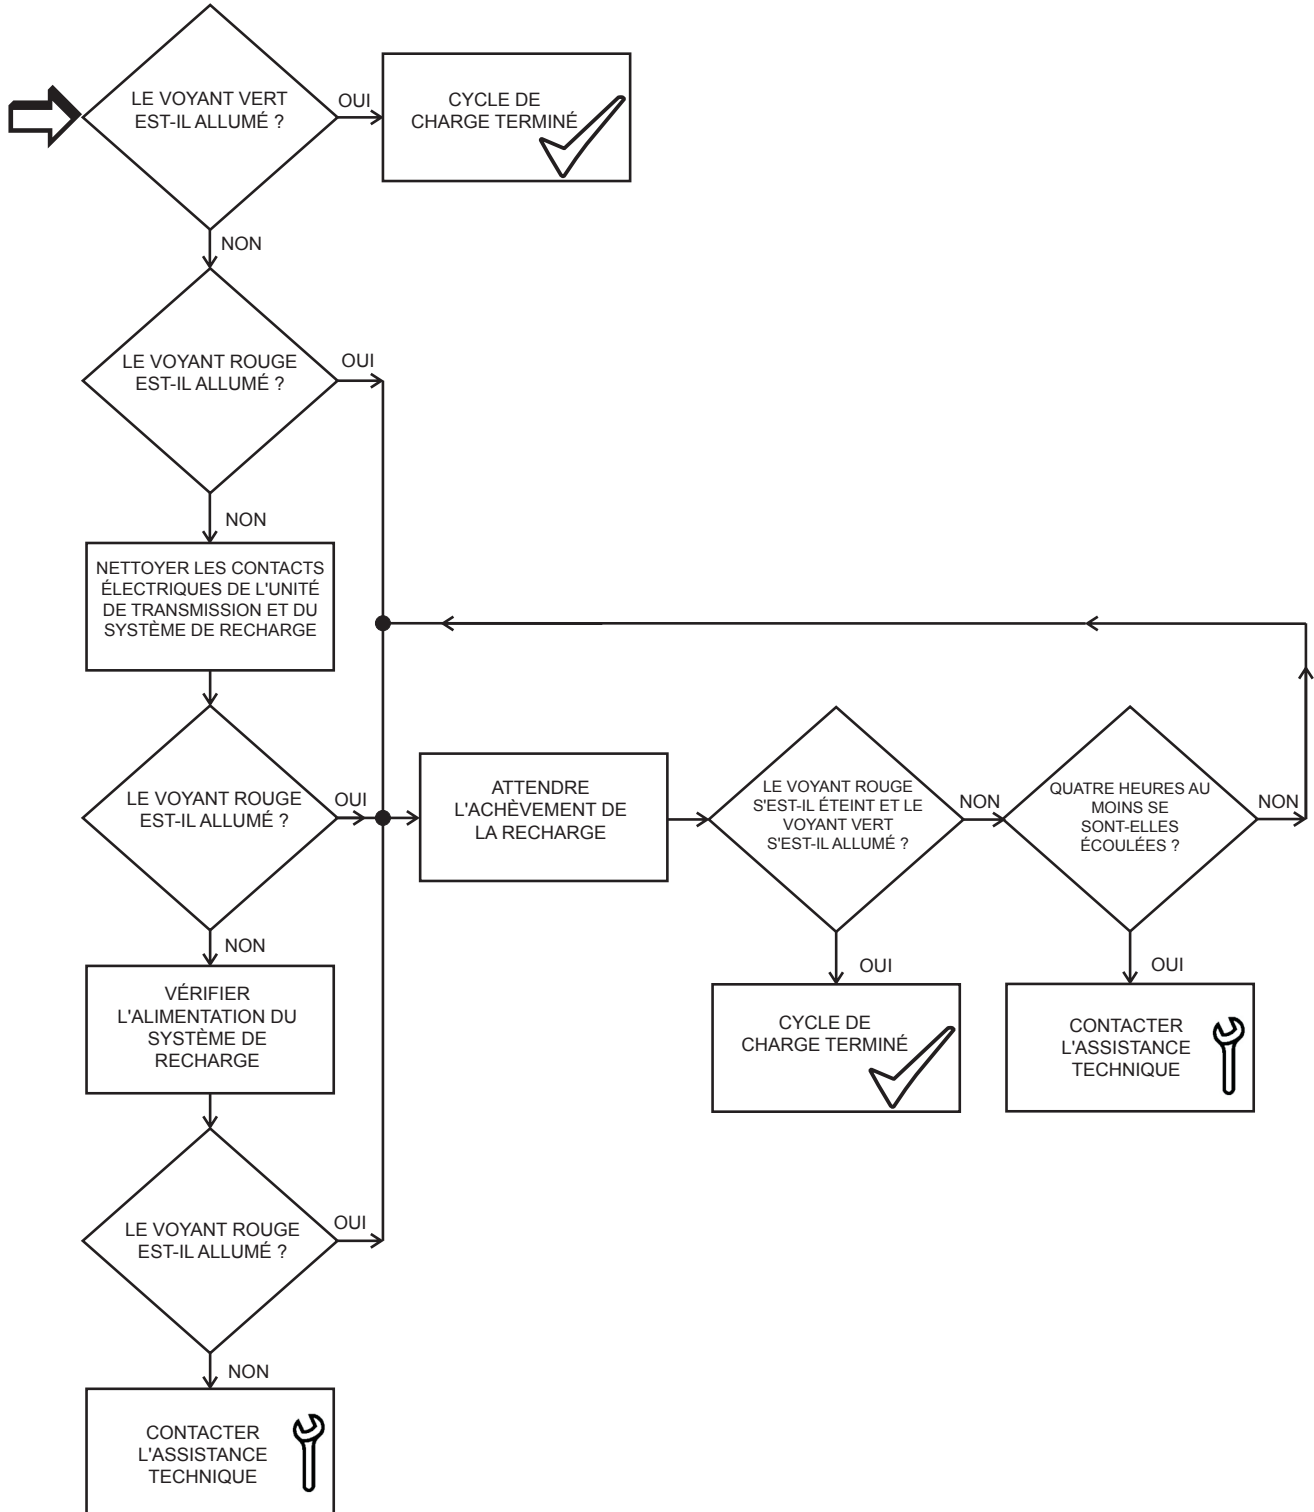 LE VOYANT VERT
EST-IL ALLUMÉ ?
OUI
CYCLE DE
CHARGE TERMINÉ
NON
LE VOYANT ROUGE
EST-IL ALLUMÉ ?
OUI
NON
NETTOYER LES CONTACTS
ÉLECTRIQUES DE L'UNITÉ
DE TRANSMISSION ET DU
SYSTÈME DE RECHARGE
LE VOYANT ROUGE
EST-IL ALLUMÉ ?
OUI
ATTENDRE
L'ACHÈVEMENT DE
LA RECHARGE
LE VOYANT ROUGE
S'EST-IL ÉTEINT ET LE
VOYANT VERT
S'EST-IL ALLUMÉ ?
NON
QUATRE HEURES AU
MOINS SE
SONT-ELLES
ÉCOULÉES ?
NON
NON
VÉRIFIER
L'ALIMENTATION DU
SYSTÈME DE
RECHARGE
OUI
CYCLE DE
CHARGE TERMINÉ
OUI
CONTACTER
L'ASSISTANCE
TECHNIQUE
LE VOYANT ROUGE
EST-IL ALLUMÉ ?
OUI
NON
CONTACTER
L'ASSISTANCE
TECHNIQUE